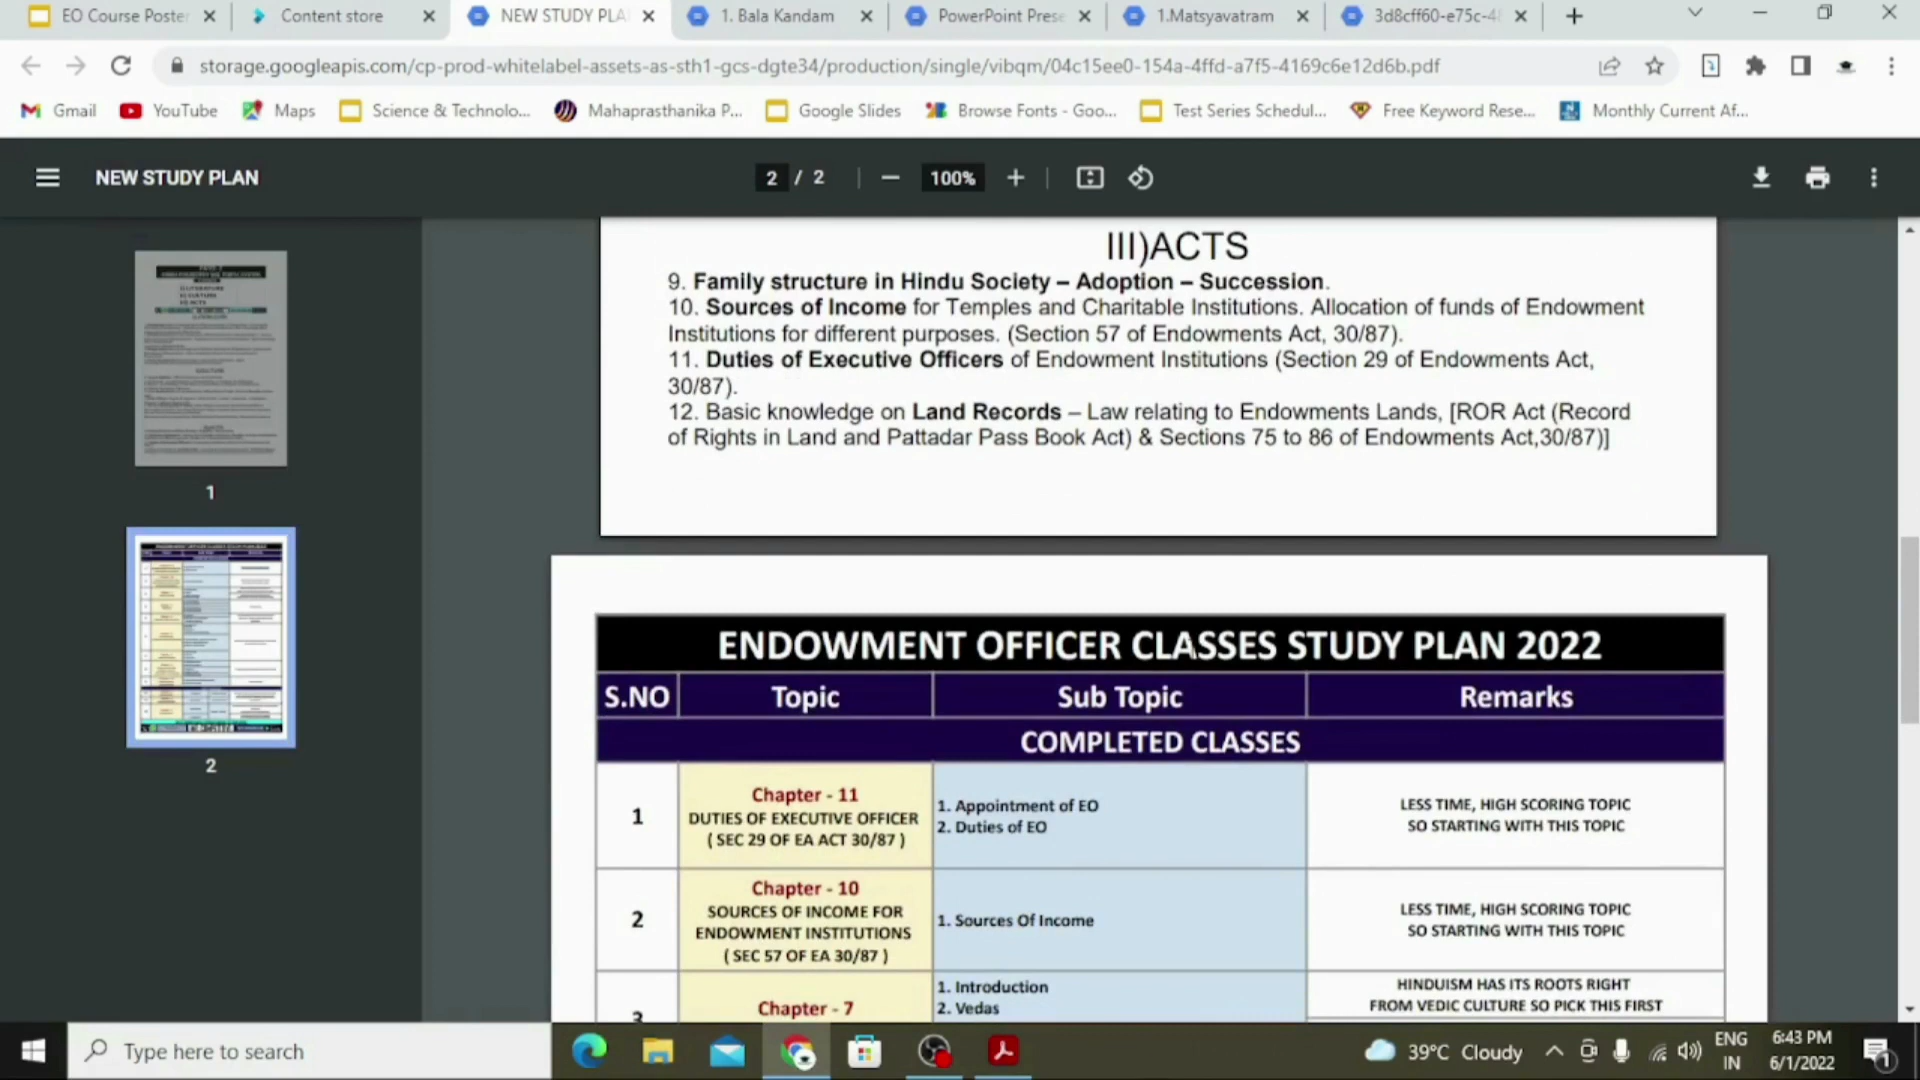 EO Course Poster
Content store
NEW STUDY PLA
1. Bala Kandam
PowerPoint Prese
1.Matsyavatram
3d8cff60-e75c-4
storage.googleapis.com/cp-prod-whitelabel-assets-as-sth1-gcs-dgte34/production/single/vibqm/04c15ee0-154a-4ffd-a7f5-4169c6e12d6b.pdf
Gmail
YouTube
Maps
Science & Technolo...
Mahaprasthanika P...
Google Slides
Browse Fonts - Goo...
Test Series Schedul...
Free Keyword Rese...
Monthly Current Af...
NEW STUDY PLAN
2 / 2
100%
1
2
III)ACTS
9. Family structure in Hindu Society – Adoption – Succession.
10. Sources of Income for Temples and Charitable Institutions. Allocation of funds of Endowment
Institutions for different purposes. (Section 57 of Endowments Act, 30/87).
11. Duties of Executive Officers of Endowment Institutions (Section 29 of Endowments Act,
30/87).
12. Basic knowledge on Land Records – Law relating to Endowments Lands, [ROR Act (Record
of Rights in Land and Pattadar Pass Book Act) & Sections 75 to 86 of Endowments Act,30/87)]
ENDOWMENT OFFICER CLASSES STUDY PLAN 2022
S.NO
Topic
Sub Topic
Remarks
COMPLETED CLASSES
1
Chapter - 11
DUTIES OF EXECUTIVE OFFICER
( SEC 29 OF EA ACT 30/87 )
1. Appointment of EO
2. Duties of EO
LESS TIME, HIGH SCORING TOPIC
SO STARTING WITH THIS TOPIC
2
Chapter - 10
SOURCES OF INCOME FOR
ENDOWMENT INSTITUTIONS
( SEC 57 OF EA 30/87 )
1. Sources Of Income
LESS TIME, HIGH SCORING TOPIC
SO STARTING WITH THIS TOPIC
3
Chapter - 7
1. Introduction
2. Vedas
HINDUISM HAS ITS ROOTS RIGHT
FROM VEDIC CULTURE SO PICK THIS FIRST
Type here to search
39°C Cloudy
ENG
IN
6:43 PM
6/1/2022
1